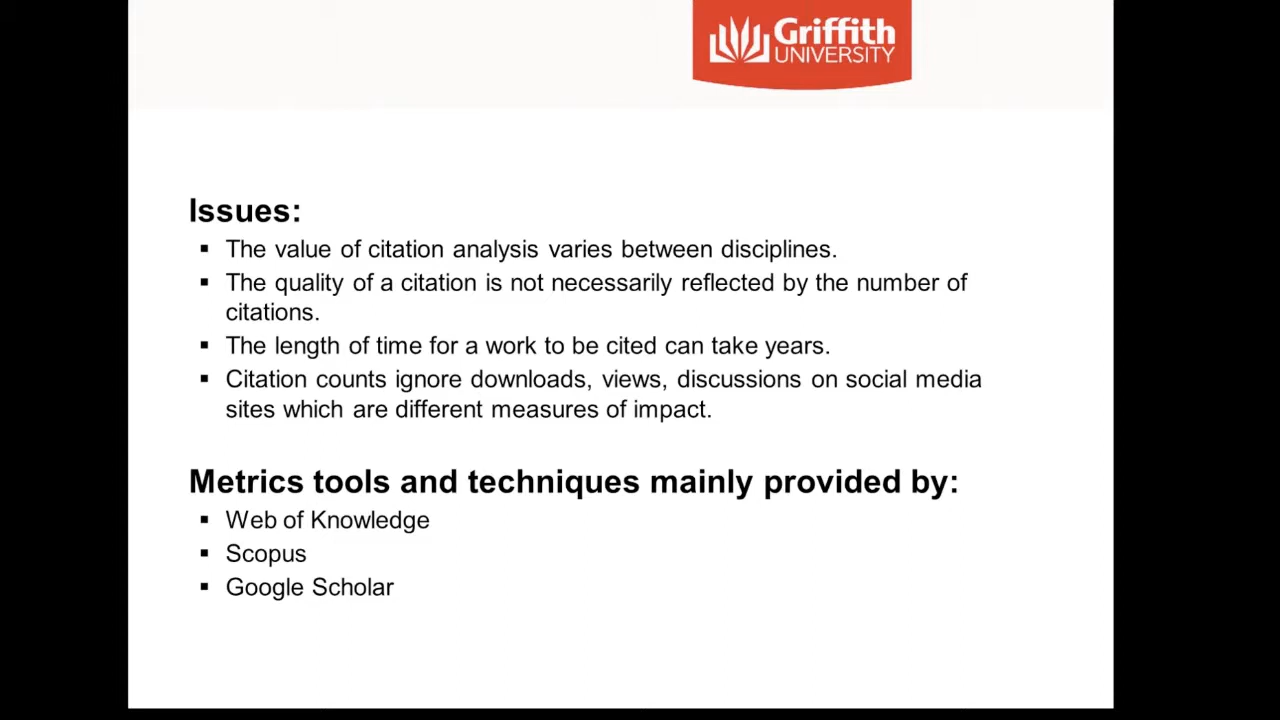 Griffith
UNIVERSITY
Issues:
▪ The value of citation analysis varies between disciplines.
▪ The quality of a citation is not necessarily reflected by the number of
citations.
▪ The length of time for a work to be cited can take years.
▪ Citation counts ignore downloads, views, discussions on social media
sites which are different measures of impact.
Metrics tools and techniques mainly provided by:
▪ Web of Knowledge
▪ Scopus
▪ Google Scholar